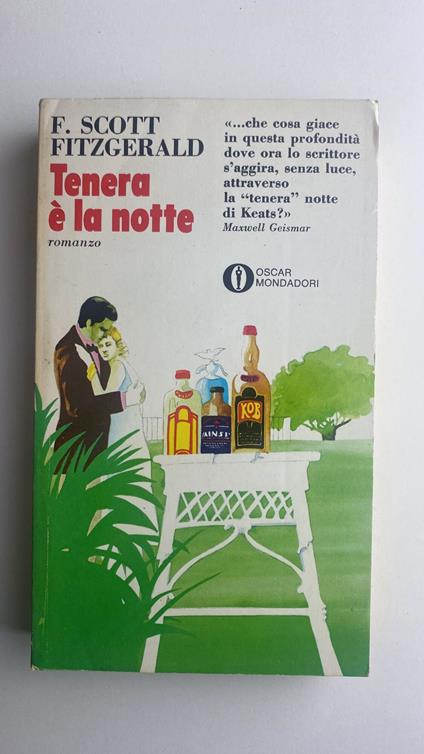 F. SCOTT
FITZGERALD
Tenera
è la notte
romanzo
«...che cosa giace
in questa profondità
dove ora lo scrittore
s'aggira, senza luce,
attraverso
la "tenera" notte
di Keats?»
Maxwell Geismar
OSCAR
MONDADORI
KOB